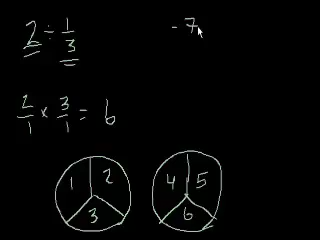 2 ÷ 1/3
- 7
2/1 × 3/1 = 6
1 2 3
4 5 6